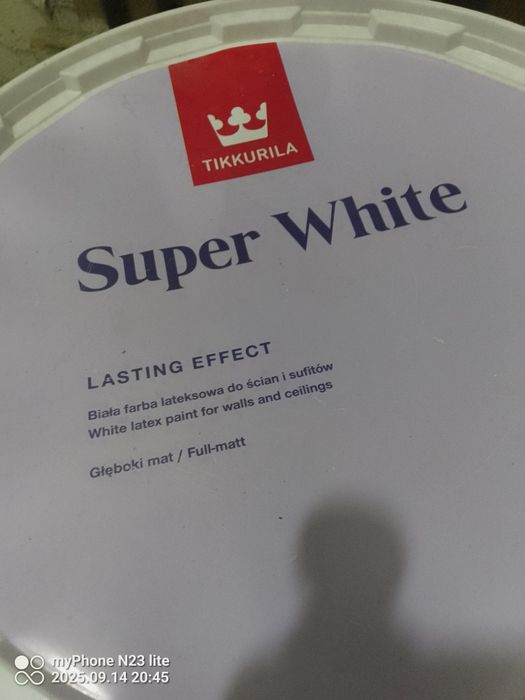 TIKKURILA
Super White
LASTING EFFECT
Biała farba lateksowa do ścian i sufitów
White latex paint for walls and ceilings
Głęboki mat / Full-matt
myPhone N23 lite
2025.09.14 20:45